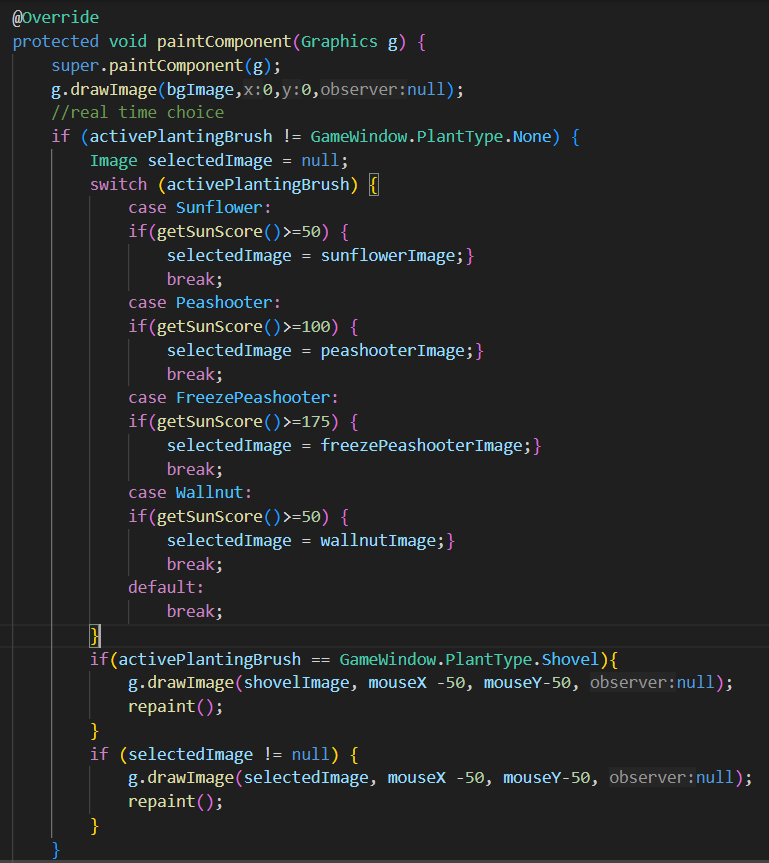 @Override
protected void paintComponent(Graphics g) {
super.paintComponent(g);
g.drawImage(bgImage,x:0,y:0,observer:null);
//real time choice
if (activePlantingBrush != GameWindow.PlantType.None) {
Image selectedImage = null;
switch (activePlantingBrush) {
case Sunflower:
if(getSunScore()>=50) {
selectedImage = sunflowerImage;}
break;
case Peashooter:
if(getSunScore()>=100) {
selectedImage = peashooterImage;}
break;
case FreezePeashooter:
if(getSunScore()>=175) {
selectedImage = freezePeashooterImage;}
break;
case Wallnut:
if(getSunScore()>=50) {
selectedImage = wallnutImage;}
break;
default:
break;
}
if(activePlantingBrush == GameWindow.PlantType.Shovel){
g.drawImage(shovelImage, mouseX -50, mouseY-50, observer:null);
repaint();
}
if (selectedImage != null) {
g.drawImage(selectedImage, mouseX -50, mouseY-50, observer:null);
repaint();
}
}